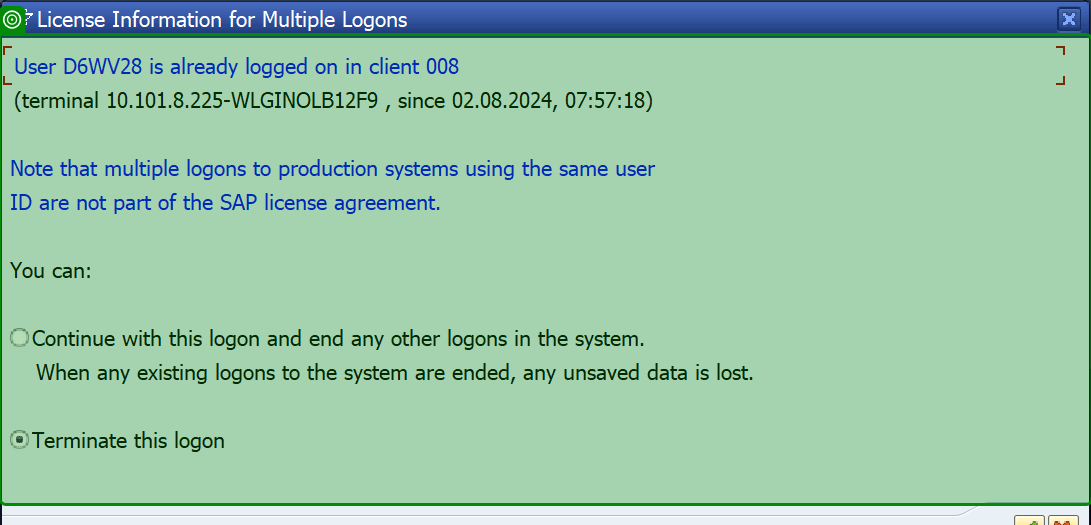 License Information for Multiple Logons
User D6WV28 is already logged on in client 008
(terminal 10.101.8.225-WLGINOLB12F9 , since 02.08.2024, 07:57:18)
Note that multiple logons to production systems using the same user
ID are not part of the SAP license agreement.
You can:
Continue with this logon and end any other logons in the system.
When any existing logons to the system are ended, any unsaved data is lost.
Terminate this logon